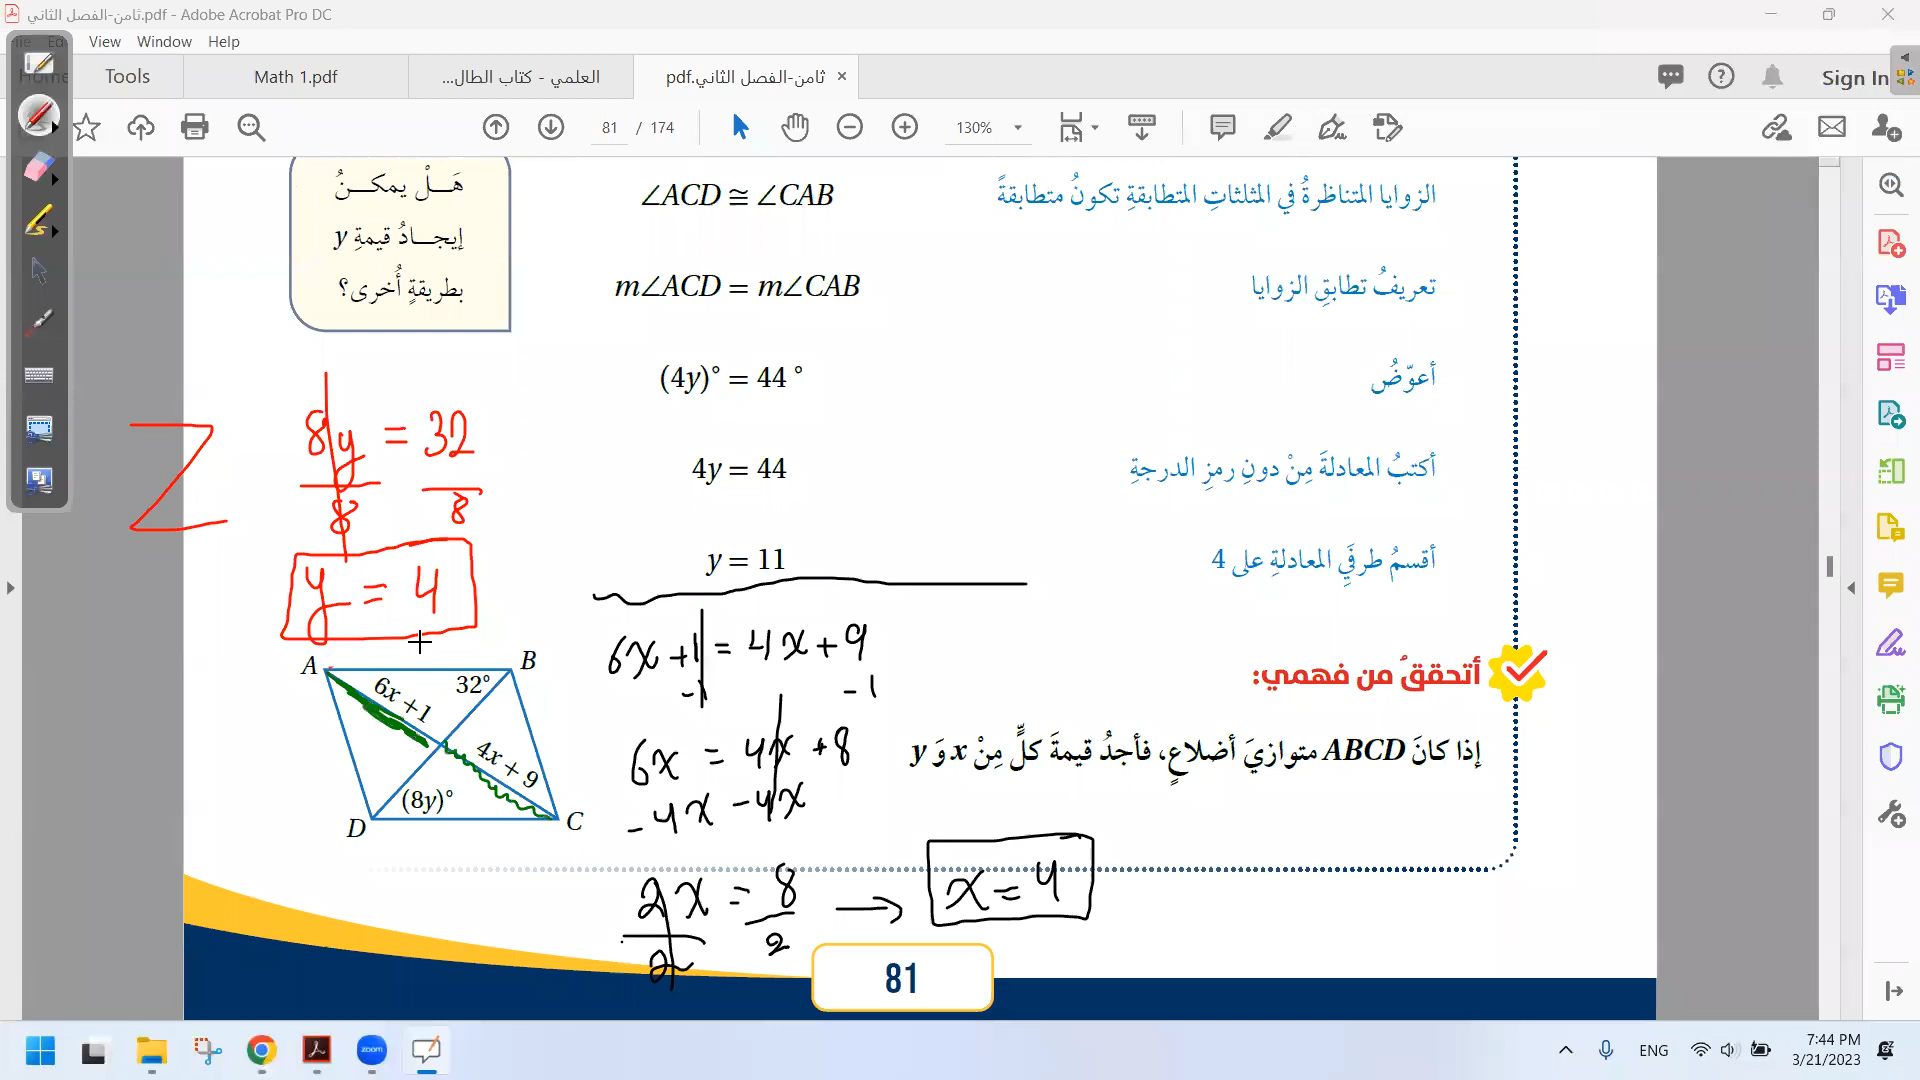 ثامن-الفصل الثاني.pdf - Adobe Acrobat Pro DC
View Window Help
Tools
Math 1.pdf
العلمي - كتاب الطال...
ثامن-الفصل الثاني.pdf ×
Sign In
81 / 174
130%
هَلْ يمكنُ
إيجادُ قيمةِ y
بطريقةٍ أُخرى؟
∠ACD ≅ ∠CAB
الزوايا المتناظرةُ في المثلثاتِ المتطابقةِ تكونُ متطابقةً
m∠ACD = m∠CAB
تعريفُ تطابقِ الزوايا
(4y)° = 44 °
أعوّضُ
4y = 44
أكتبُ المعادلةَ مِنْ دونِ رمزِ الدرجةِ
y = 11
أقسمُ طرفَيِ المعادلةِ على 4
Z
8y = 32
8 8
y = 4
6x+1 = 4x+9
-1 -1
6x = 4x +8
-4x -4x
2x = 8 → x = 4
2 2
أتحققُ من فهمي:
إذا كانَ ABCD متوازيَ أضلاعٍ، فأجدُ قيمةَ كلٍّ مِنْ x وَ y
A B
6x +1 32°
4x + 9
(8y)°
D C
81
ENG
7:44 PM
3/21/2023